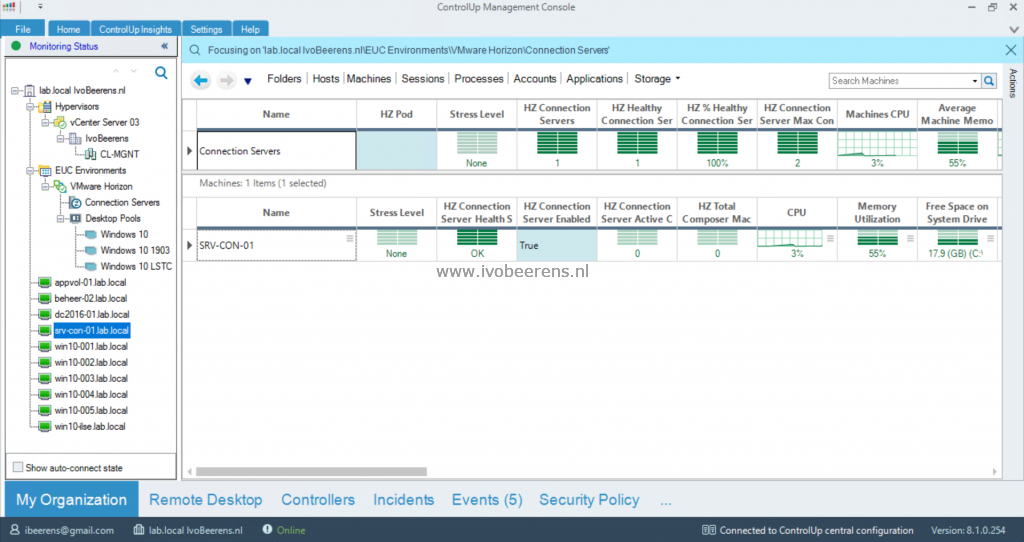 ControlUp Management Console
File Home ControlUp Insights Settings Help
Monitoring Status «
Focusing on 'lab.local IvoBeerens.nl\EUC Environments\VMware Horizon\Connection Servers'
Folders Hosts Machines Sessions Processes Accounts Applications Storage
Search Machines
Actions
lab.local IvoBeerens.nl
Hypervisors
vCenter Server 03
IvoBeerens
CL-MGNT
EUC Environments
VMware Horizon
Connection Servers
Desktop Pools
Windows 10
Windows 10 1903
Windows 10 LSTC
appvol-01.lab.local
beheer-02.lab.local
dc2016-01.lab.local
srv-con-01.lab.local
win10-001.lab.local
win10-002.lab.local
win10-003.lab.local
win10-004.lab.local
win10-005.lab.local
win10-ilse.lab.local
Show auto-connect state
Name HZ Pod Stress Level HZ Connection Servers HZ Healthy Connection Ser HZ % Healthy Connection Ser HZ Connection Server Max Con Machines CPU Average Machine Memo
Connection Servers None 1 1 100% 2 3% 55%
Machines: 1 Items (1 selected)
Name Stress Level HZ Connection Server Health S HZ Connection Server Enabled HZ Connection Server Active C HZ Total Composer Mac CPU Memory Utilization Free Space on System Drive
SRV-CON-01 None OK True 0 0 3% 55% 17.9 (GB) (C:\
www.ivobeerens.nl
My Organization Remote Desktop Controllers Incidents Events (5) Security Policy ...
ibeerens@gmail.com lab.local IvoBeerens.nl Online Connected to ControlUp central configuration Version: 8.1.0.254